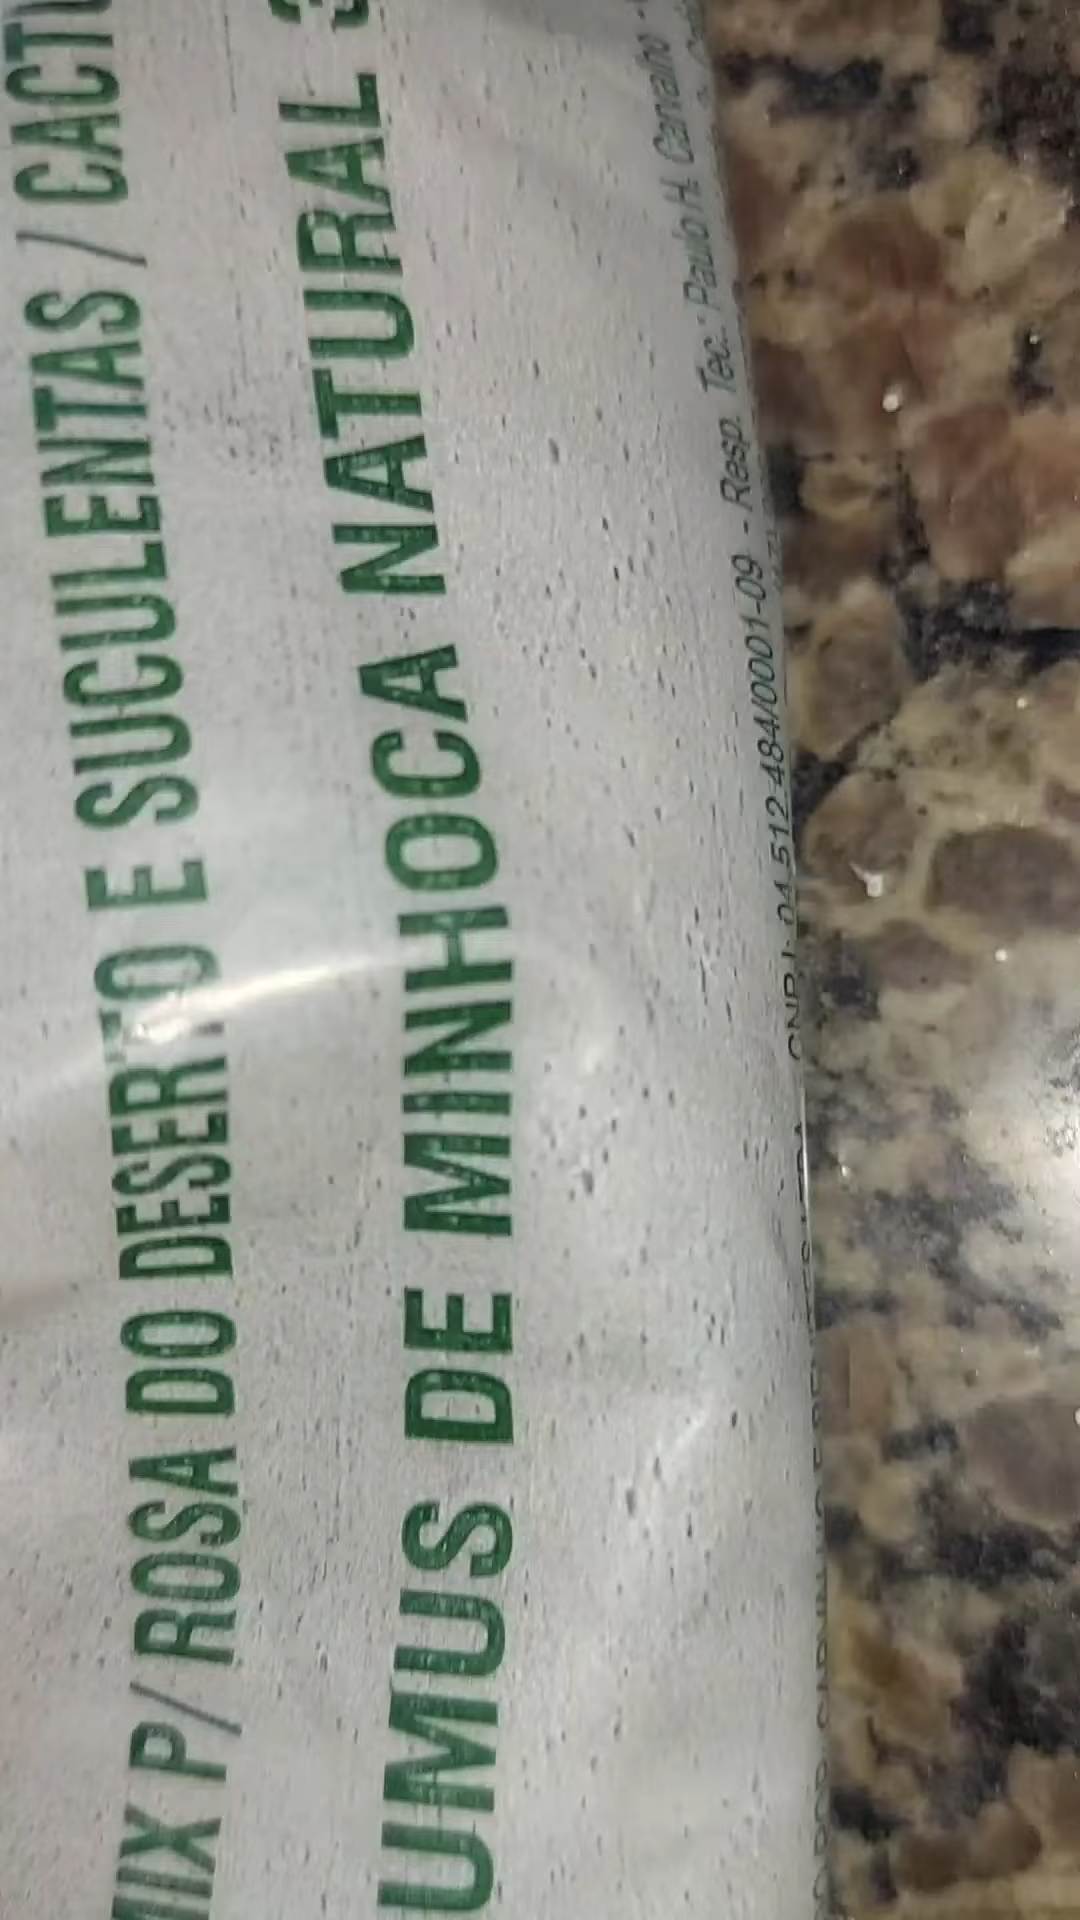 MIX P/ ROSA DO DESERTO E SUCULENTAS / CACTU
UMUS DE MINHOCA NATURAL 3
CNPJ: 04.512.484/0001-09 - Resp. Tec.: Paulo H. Carvalho